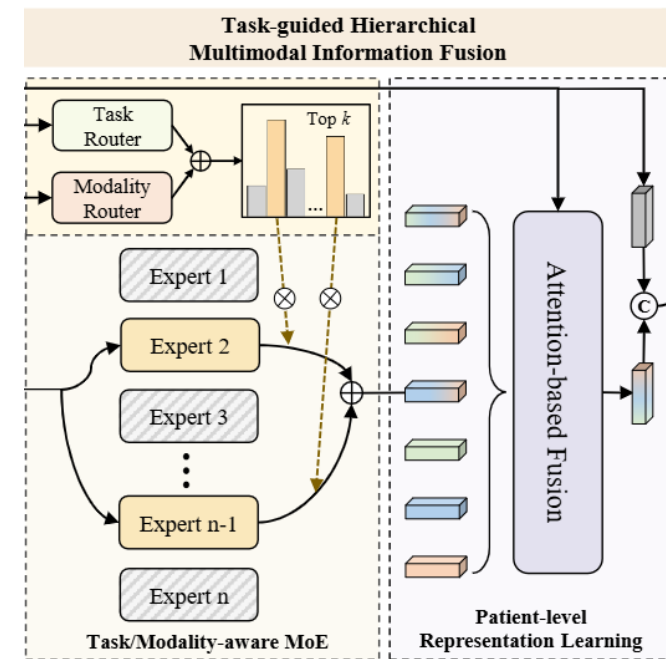 Task-guided Hierarchical
Multimodal Information Fusion
Task
Router
Modality
Router
Top k
...
Expert 1
Expert 2
Expert 3
Expert n-1
Expert n
Task/Modality-aware MoE
Attention-based Fusion
C
Patient-level
Representation Learning